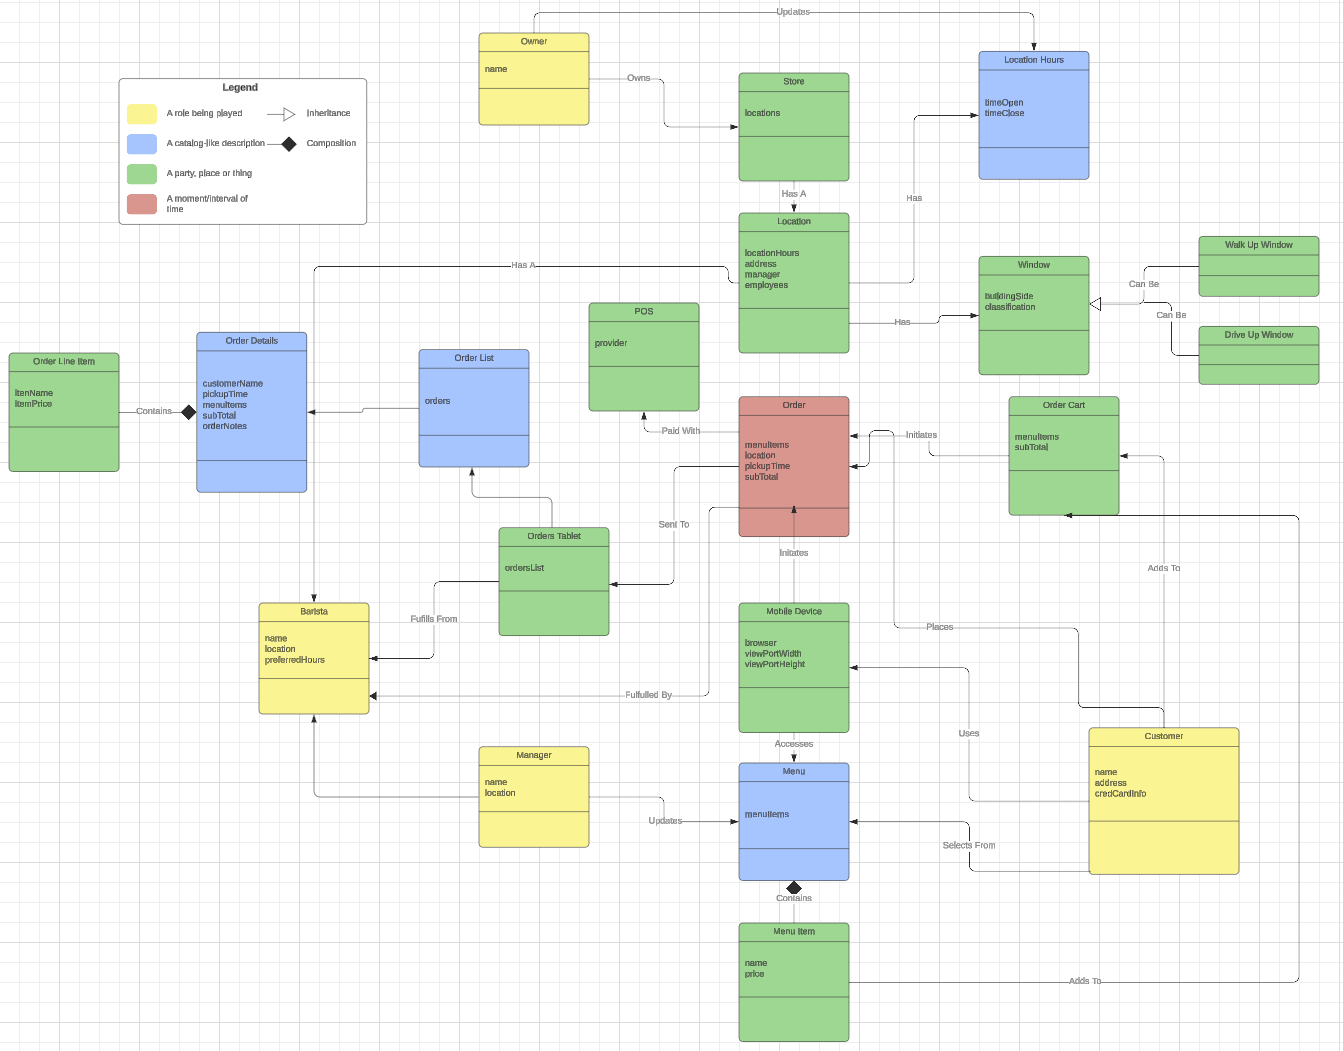 Updates
Owner
name
Owns
Location Hours
timeOpen
timeClose
Store
locations
Legend
A role being played
Inheritance
A catalog-like description
Composition
A party, place or thing
A moment/interval of
time
Has A
Has
Location
locationHours
address
manager
employees
Has A
Has
Window
buildingSide
classification
Can Be
Can Be
Walk Up Window
Drive Up Window
POS
provider
Paid With
Order Line Item
itenName
itemPrice
Contains
Order Details
customerName
pickupTime
menuItems
subTotal
orderNotes
Order List
orders
Order
menuItems
location
pickupTime
subTotal
Initiates
Order Cart
menuItems
subTotal
Sent To
Orders Tablet
ordersList
Initates
Adds To
Barista
name
location
preferredHours
Fufills From
Fulfulled By
Mobile Device
browser
viewPortWidth
viewPortHeight
Places
Uses
Accesses
Customer
name
address
credCardInfo
Manager
name
location
Updates
Menu
menuItems
Selects From
Contains
Menu Item
name
price
Adds To